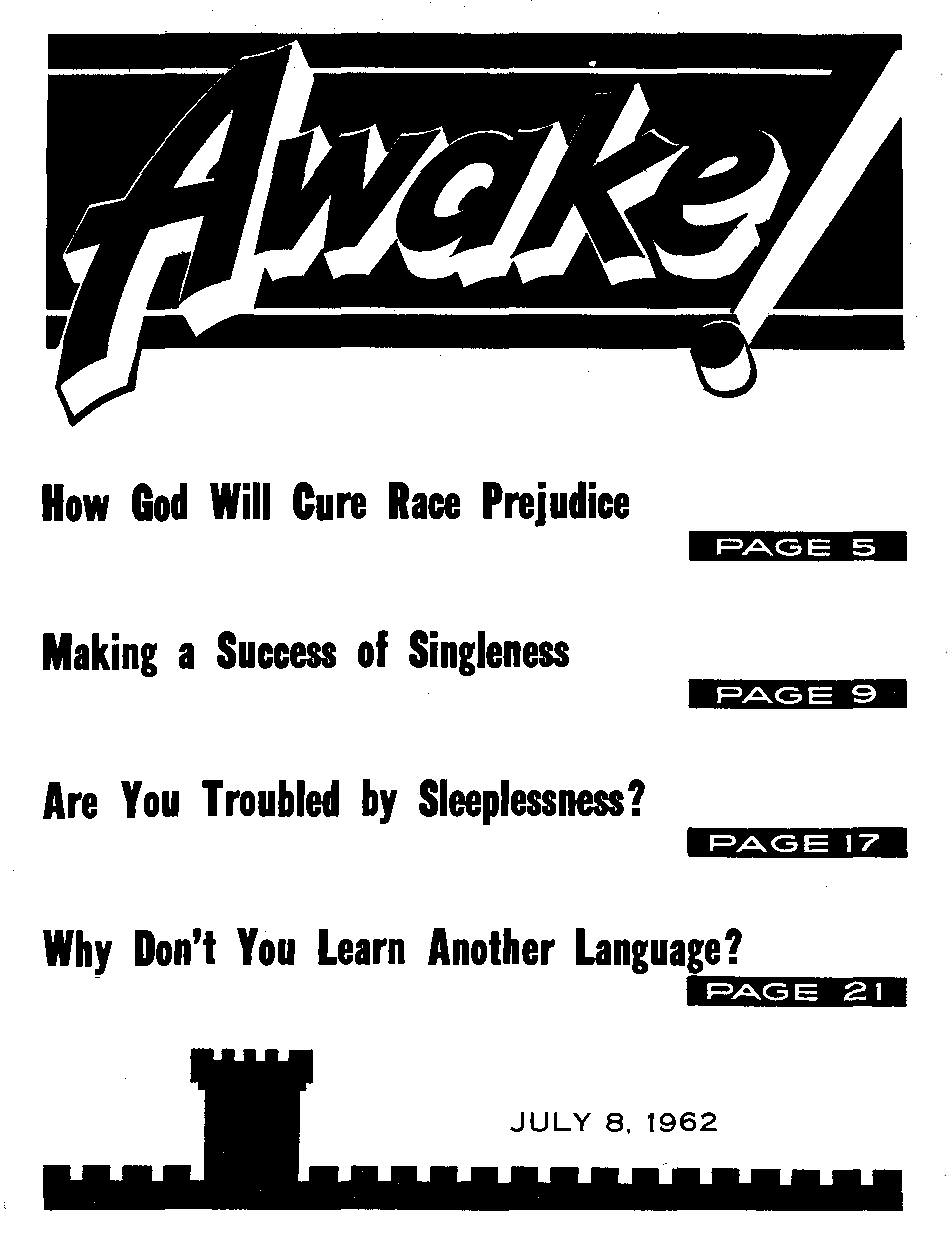 Awake!
How God Will Cure Race Prejudice
PAGE 5
Making a Success of Singleness
PAGE 9
Are You Troubled by Sleeplessness?
PAGE 17
Why Don't You Learn Another Language?
PAGE 21
JULY 8, 1962